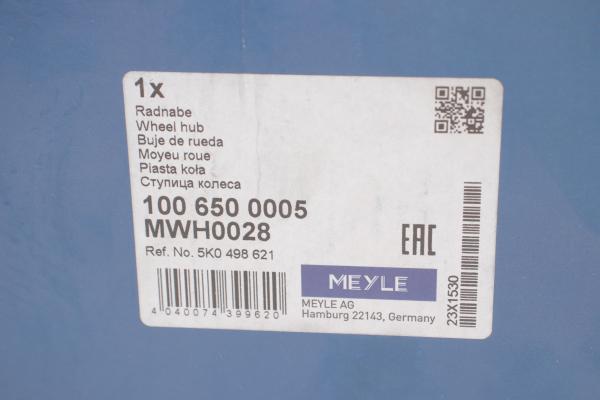 1x
Radnabe
Wheel hub
Buje de rueda
Moyeu roue
Piasta koła
Ступица колеса
100 650 0005
MWH0028
Ref. No. 5K0 498 621
4 040074 399620
EAC
MEYLE
MEYLE AG
Hamburg 22143, Germany
23X1530